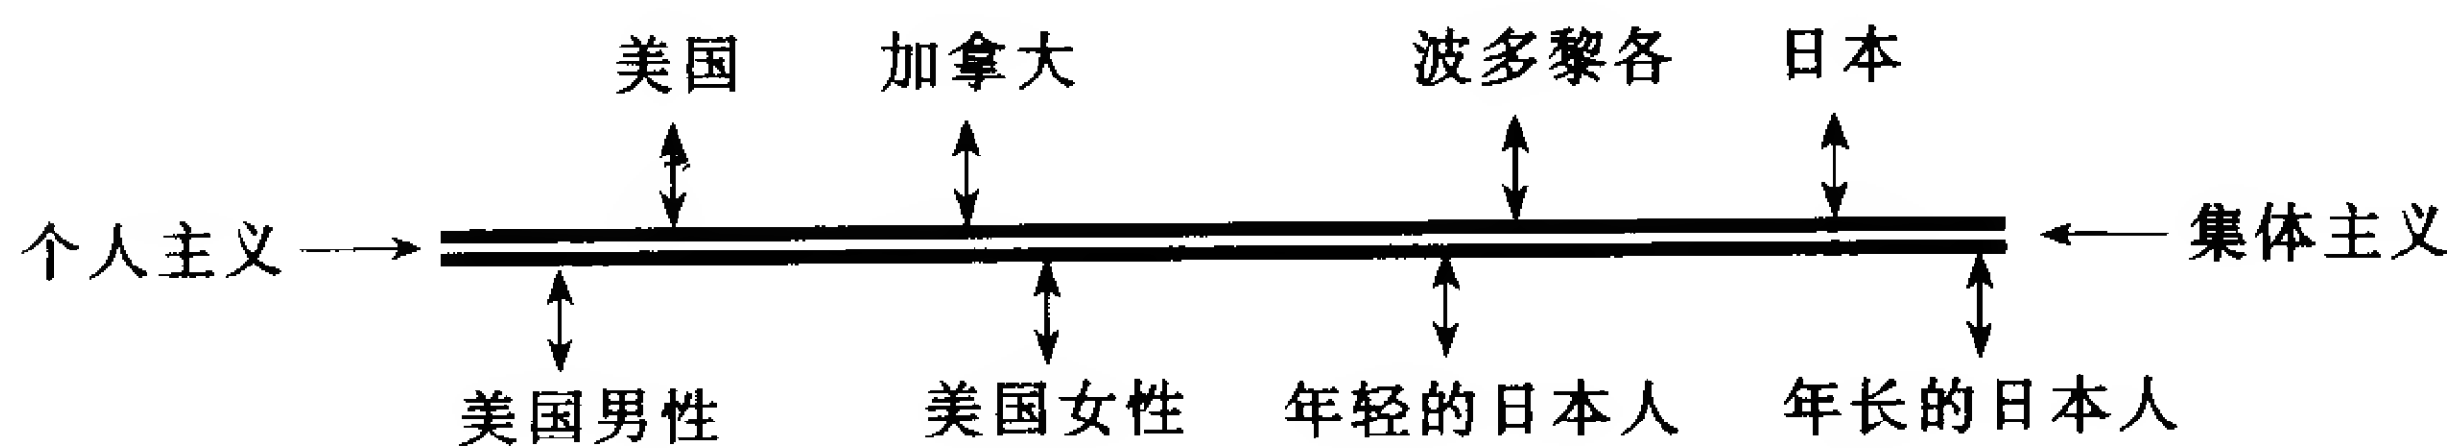 美国 加拿大 波多黎各 日本
个人主义 集体主义
美国男性 美国女性 年轻的日本人 年长的日本人